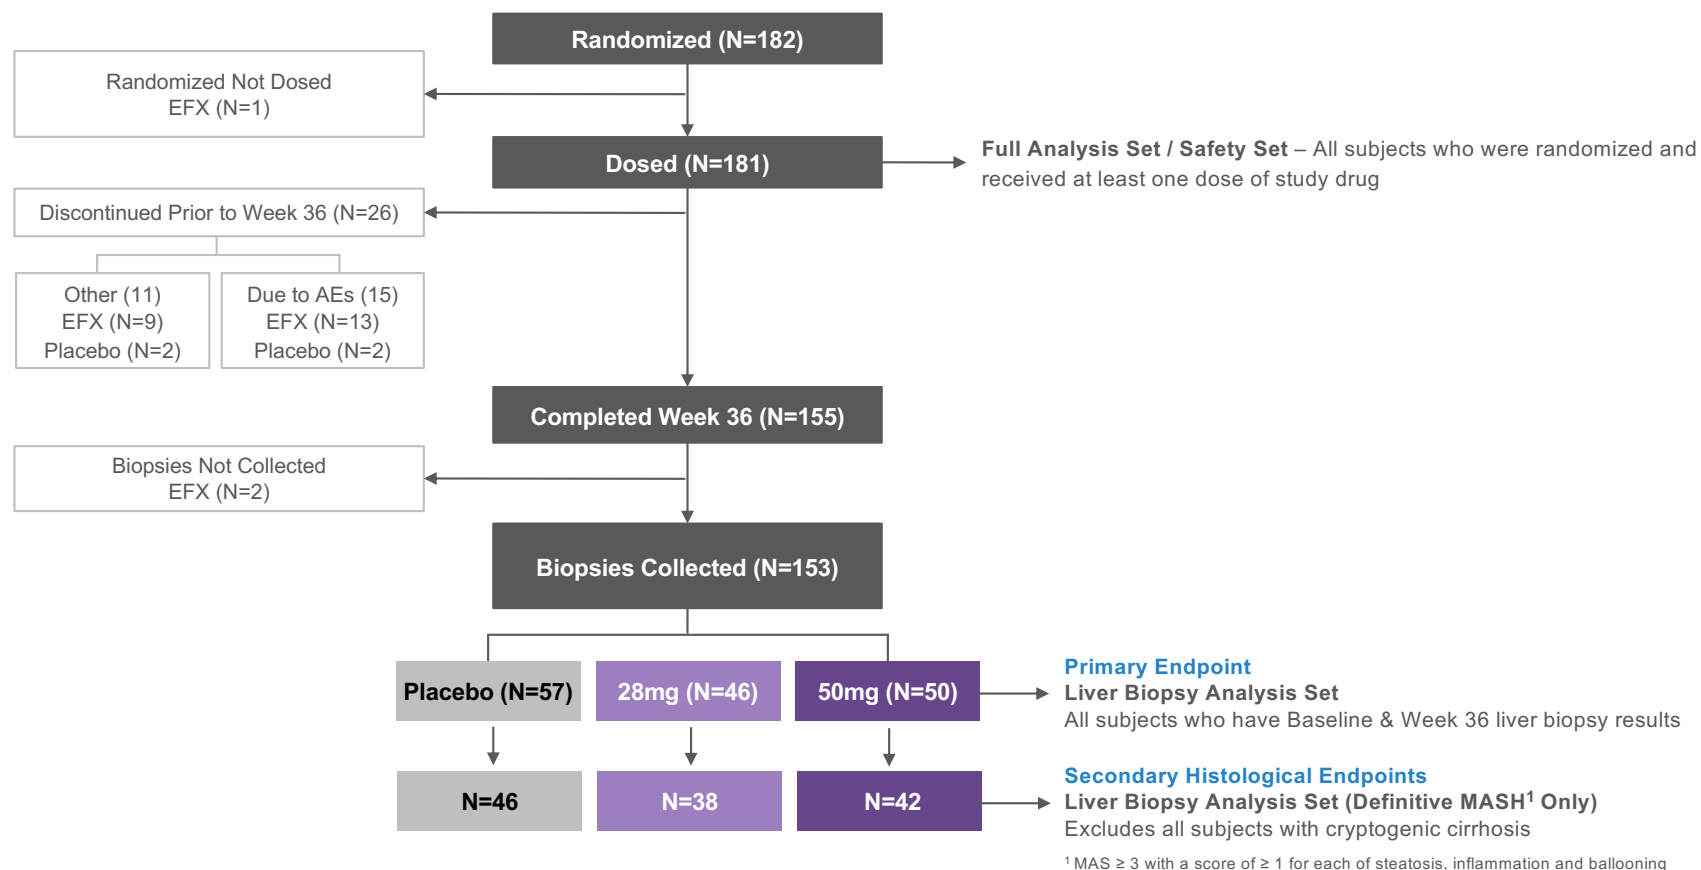 Randomized (N=182)
Randomized Not Dosed
EFX (N=1)
Dosed (N=181)
Full Analysis Set / Safety Set – All subjects who were randomized and
received at least one dose of study drug
Discontinued Prior to Week 36 (N=26)
Other (11)
EFX (N=9)
Placebo (N=2)
Due to AEs (15)
EFX (N=13)
Placebo (N=2)
Completed Week 36 (N=155)
Biopsies Not Collected
EFX (N=2)
Biopsies Collected (N=153)
Placebo (N=57)
28mg (N=46)
50mg (N=50)
Primary Endpoint
Liver Biopsy Analysis Set
All subjects who have Baseline & Week 36 liver biopsy results
N=46
N=38
N=42
Secondary Histological Endpoints
Liver Biopsy Analysis Set (Definitive MASH¹ Only)
Excludes all subjects with cryptogenic cirrhosis
¹ MAS ≥ 3 with a score of ≥ 1 for each of steatosis, inflammation and ballooning